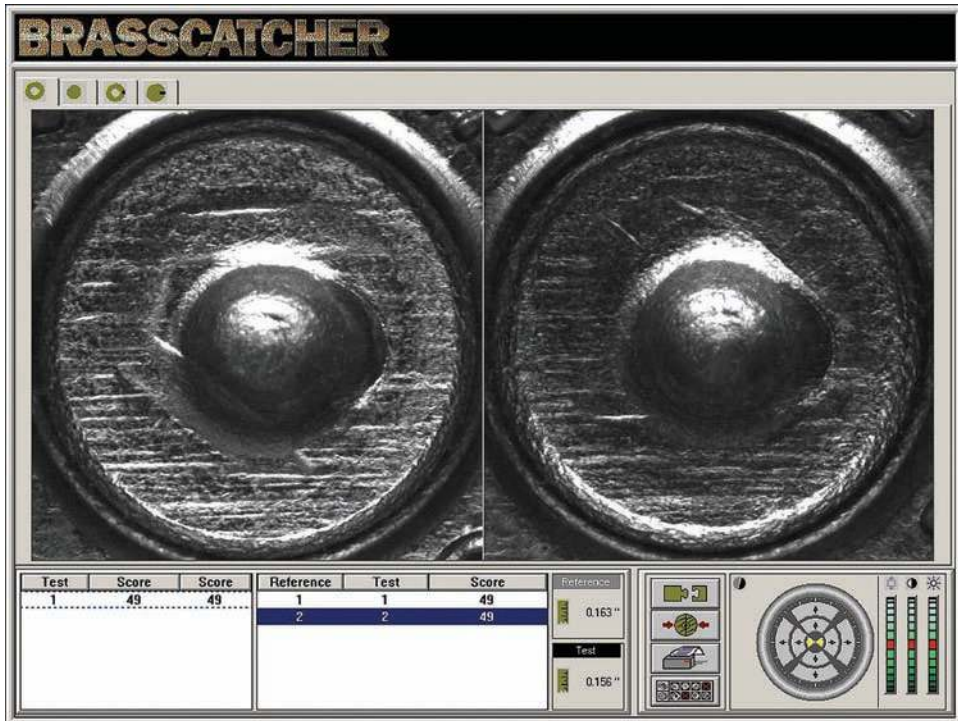 BRASSCATCHER
Test Score Score
1 49 49
Reference Test Score
1 1 49
2 2 49
Reference
0.163 "
Test
0.156 "